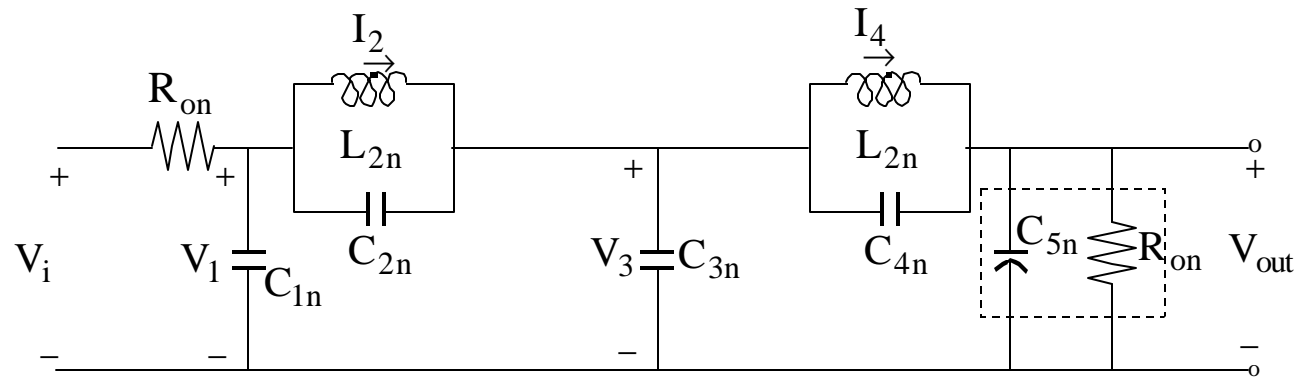 I2 I4
Ron
L2n L2n
+ + + +
C2n C4n C5n
Vi V1 C1n V3 C3n Ron Vout
− − − −